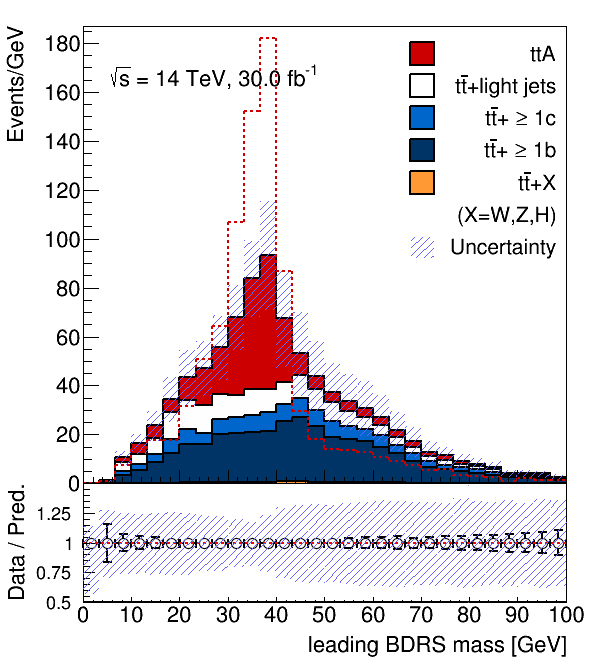 Events/GeV
180
160
140
120
100
80
60
40
20
0
√s = 14 TeV, 30.0 fb⁻¹
ttA
tt̄+light jets
tt̄+ ≥ 1c
tt̄+ ≥ 1b
tt̄+X
(X=W,Z,H)
Uncertainty
Data / Pred.
1.25
1
0.75
0.5
0 10 20 30 40 50 60 70 80 90 100
leading BDRS mass [GeV]